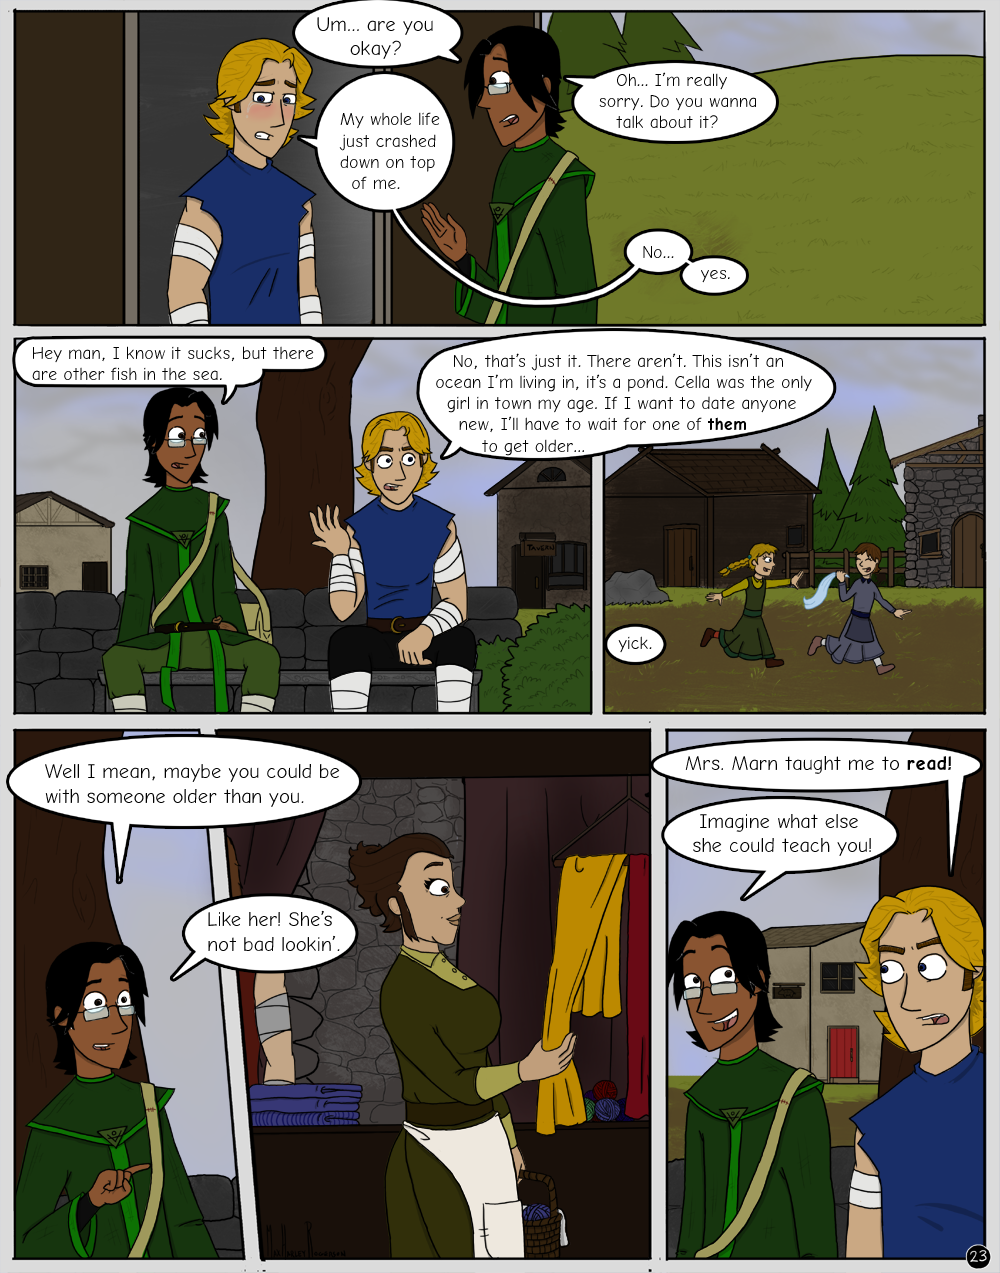 Um... are you
okay?
My whole life
just crashed
down on top
of me.
Oh... I'm really
sorry. Do you wanna
talk about it?
No...
yes.
Hey man, I know it sucks, but there
are other fish in the sea.
No, that's just it. There aren't. This isn't an
ocean I'm living in, it's a pond. Cella was the only
girl in town my age. If I want to date anyone
new, I'll have to wait for one of them
to get older...
TAVERN
yick.
Well I mean, maybe you could be
with someone older than you.
Like her! She's
not bad lookin'.
Mrs. Marn taught me to read!
Imagine what else
she could teach you!
23